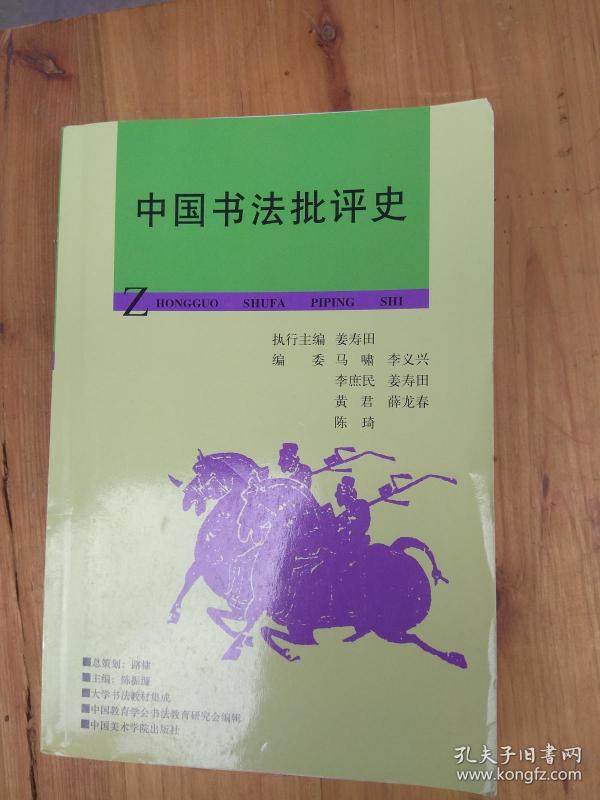 中国书法批评史
ZHONGGUO SHUFA PIPING SHI
执行主编 姜寿田
编 委 马 啸 李义兴
李庶民 姜寿田
黄 君 薛龙春
陈 琦
■总策划：路棣
■主编：陈振濂
■大学书法教材集成
■中国教育学会书法教育研究会编辑
■中国美术学院出版社
孔夫子旧书网
www.kongfz.com